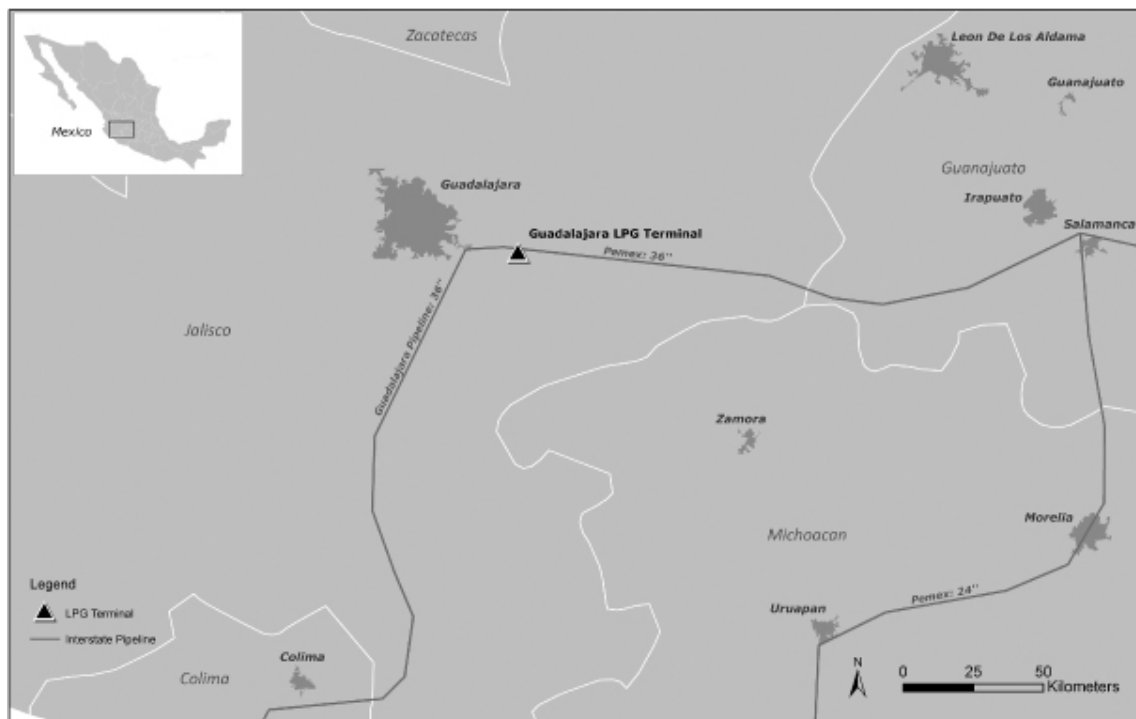 Zacatecas
Leon De Los Aldama
Guanajuato
Mexico
Guanajuato
Guadalajara
Irapuato
Salamanca
Guadalajara LPG Terminal
Pemex: 36"
Guadalajara Pipeline: 36"
Jalisco
Zamora
Morelia
Michoacan
Legend
LPG Terminal
Interstate Pipeline
Pemex: 24"
Uruapan
Colima
Colima
N
0 25 50
Kilometers